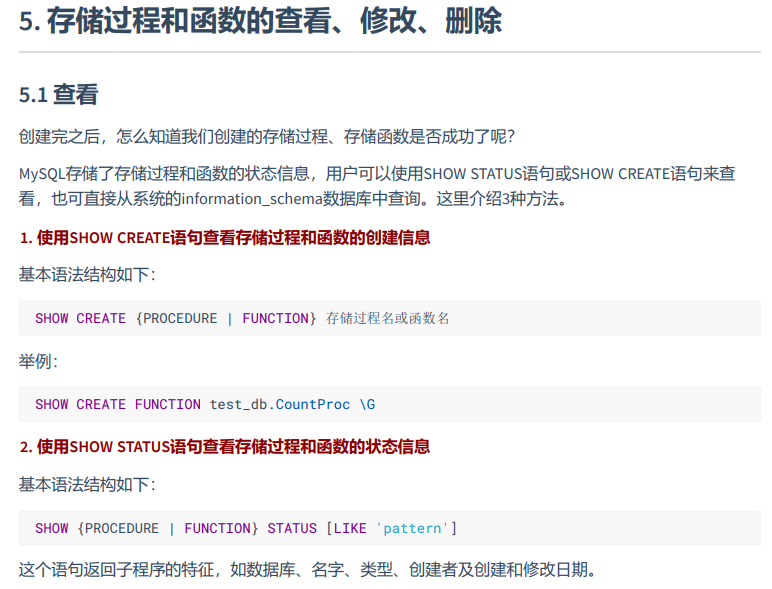 5. 存储过程和函数的查看、修改、删除
5.1 查看
创建完之后，怎么知道我们创建的存储过程、存储函数是否成功了呢？
MySQL存储了存储过程和函数的状态信息，用户可以使用SHOW STATUS语句或SHOW CREATE语句来查
看，也可直接从系统的information_schema数据库中查询。这里介绍3种方法。
1. 使用SHOW CREATE语句查看存储过程和函数的创建信息
基本语法结构如下：
SHOW CREATE {PROCEDURE | FUNCTION} 存储过程名或函数名
举例：
SHOW CREATE FUNCTION test_db.CountProc \G
2. 使用SHOW STATUS语句查看存储过程和函数的状态信息
基本语法结构如下：
SHOW {PROCEDURE | FUNCTION} STATUS [LIKE 'pattern']
这个语句返回子程序的特征，如数据库、名字、类型、创建者及创建和修改日期。